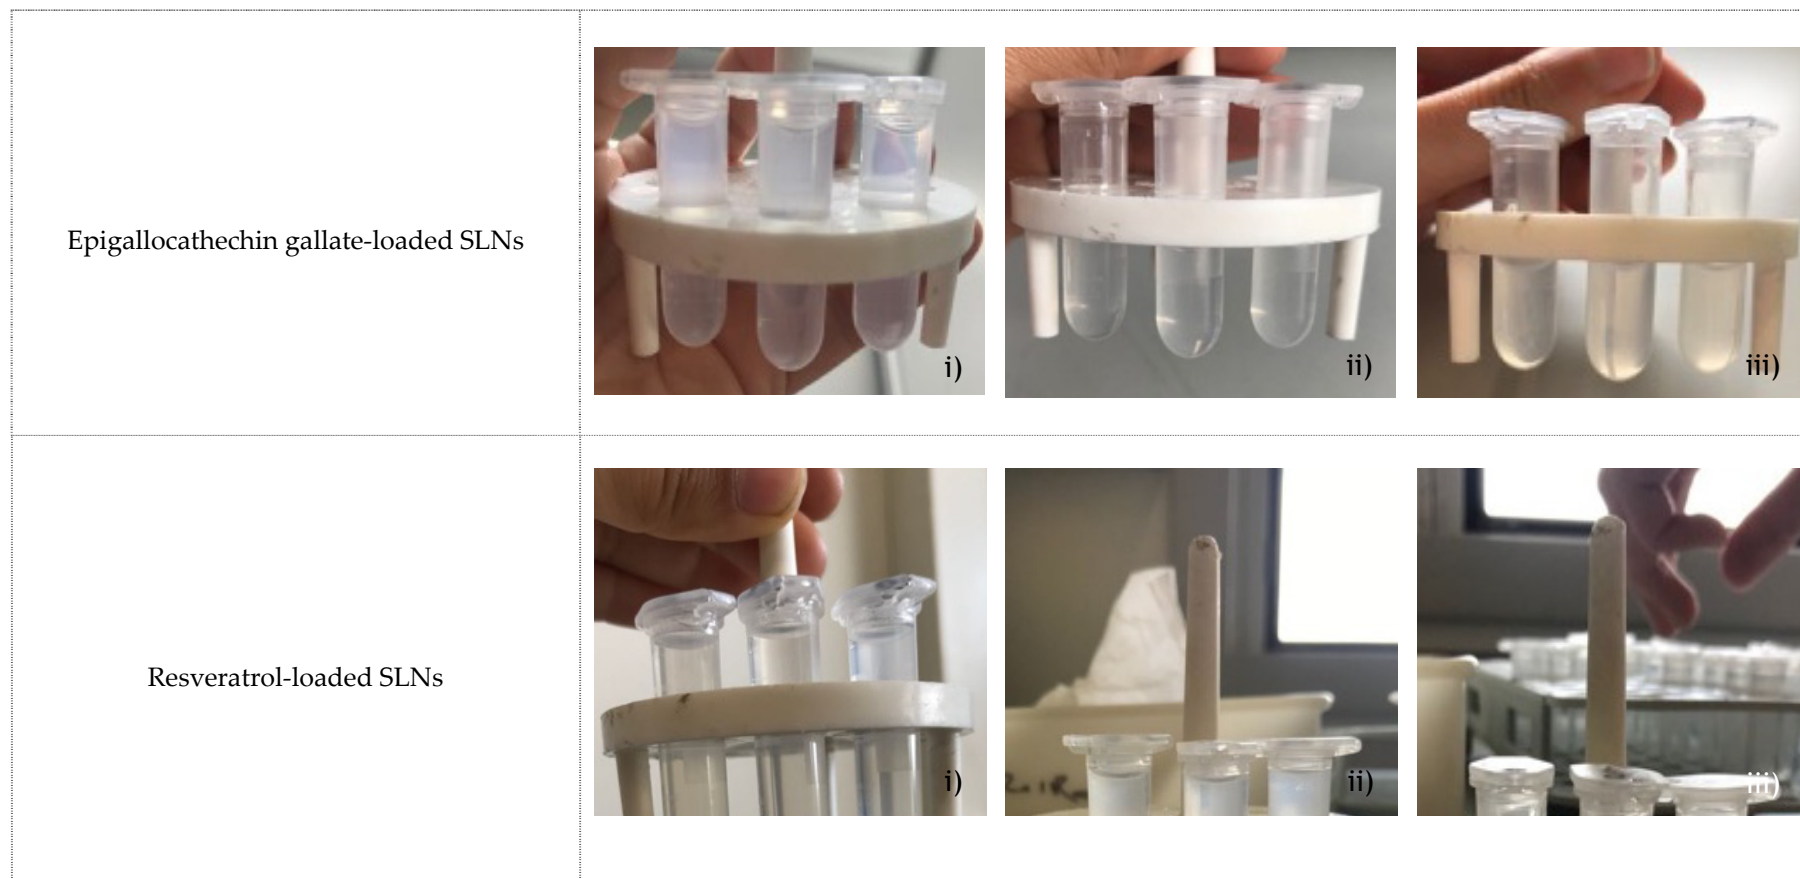 Epigallocathechin gallate-loaded SLNs
i)
ii)
iii)
Resveratrol-loaded SLNs
i)
ii)
iii)